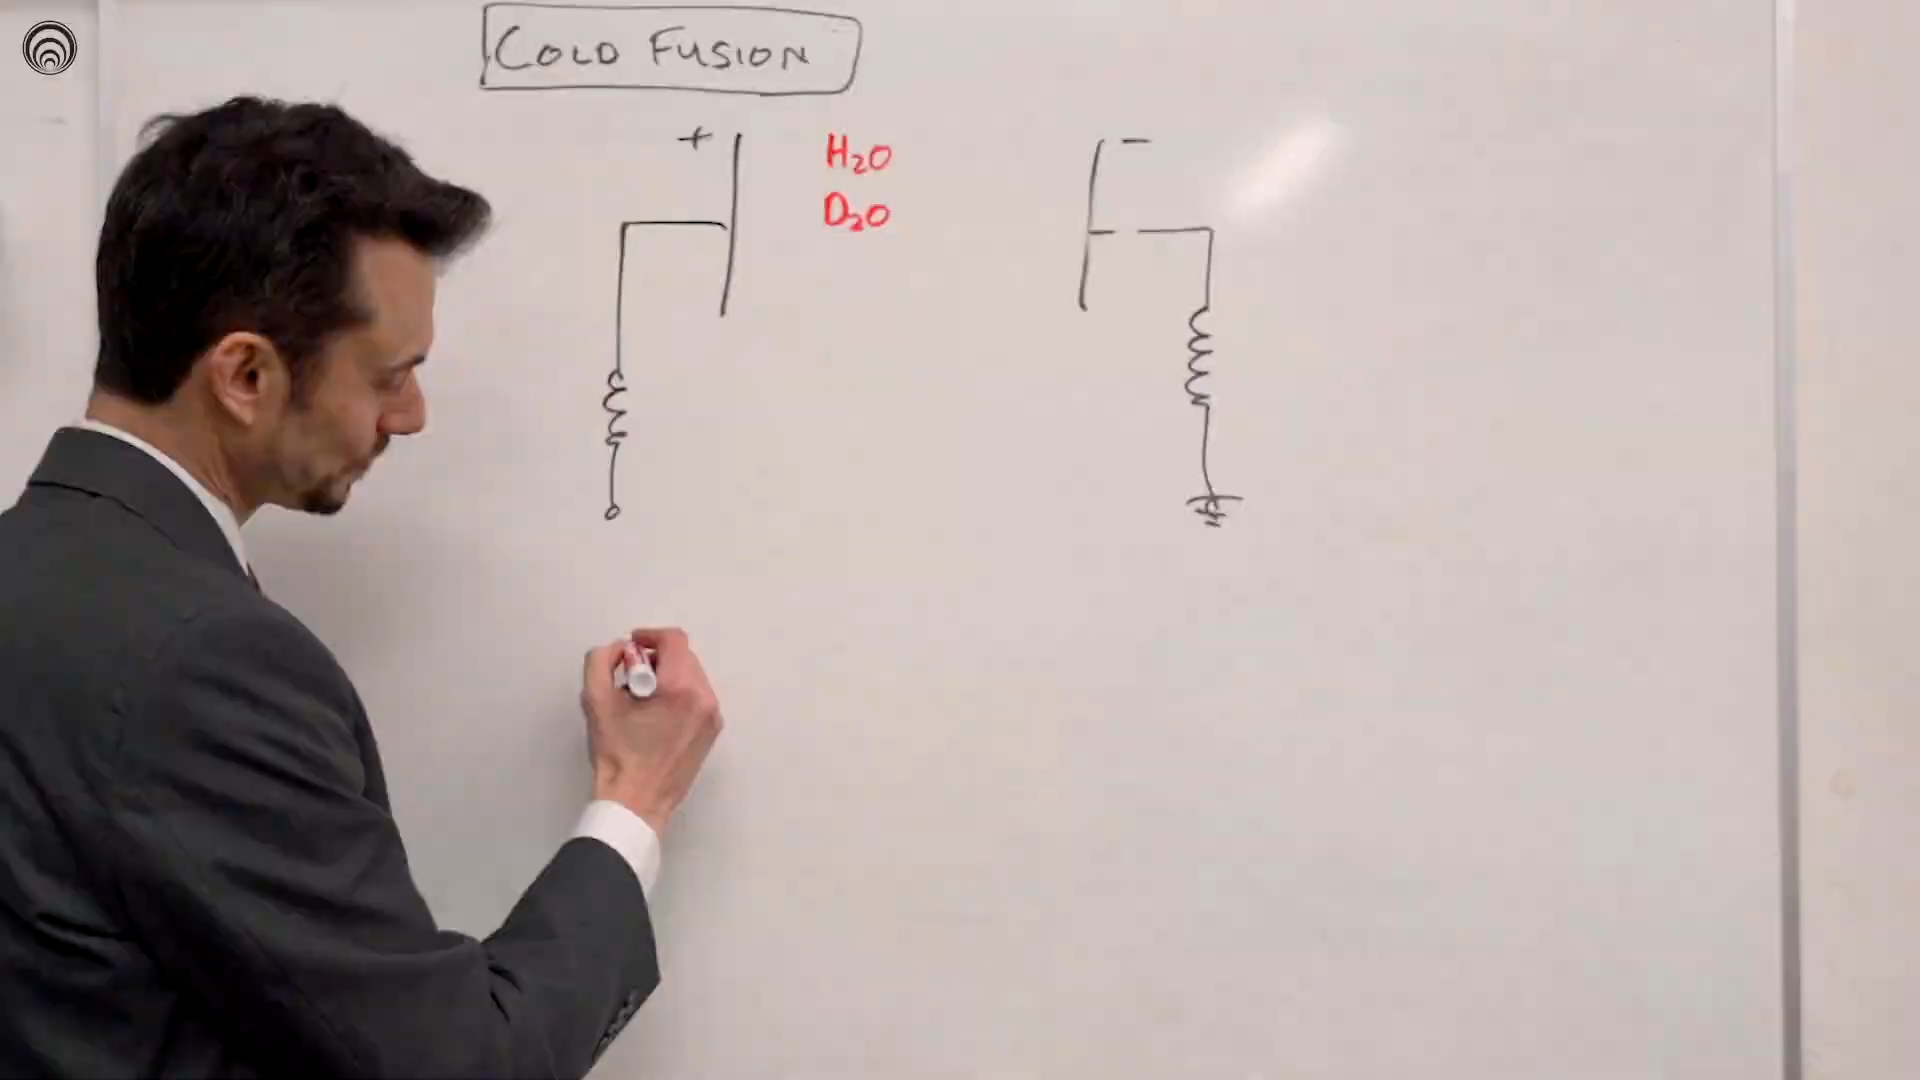 COLD FUSION
+
H₂O
−
D₂O